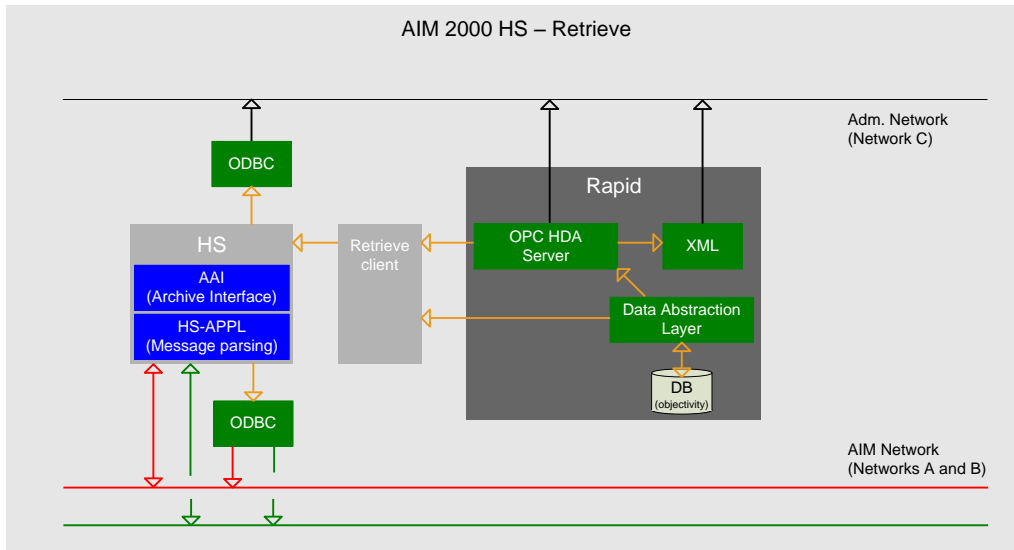 AIM 2000 HS – Retrieve
Adm. Network
(Network C)
ODBC
Rapid
HS
Retrieve
client
OPC HDA
Server
XML
AAI
(Archive Interface)
HS-APPL
(Message parsing)
Data Abstraction
Layer
DB
(objectivity)
ODBC
AIM Network
(Networks A and B)